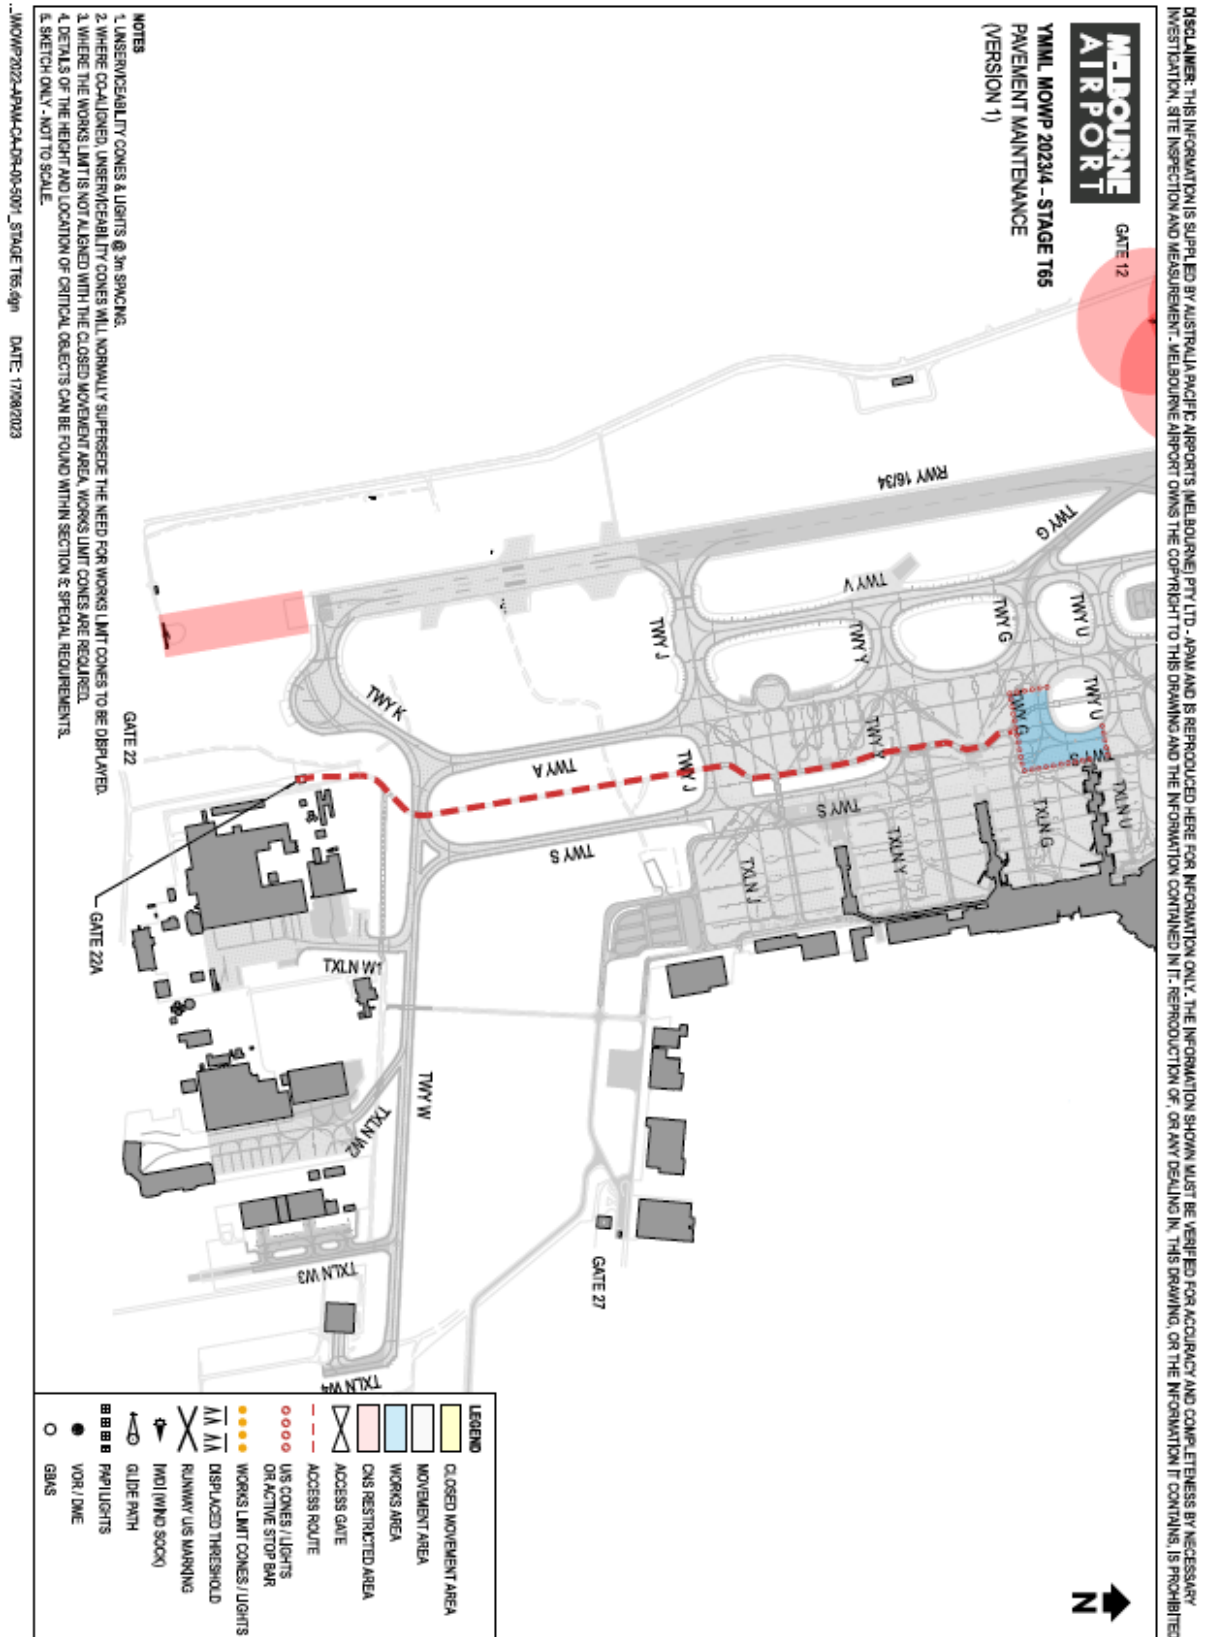 DISCLAIMER: THIS INFORMATION IS SUPPLIED BY AUSTRALIA PACIFIC AIRPORTS (MELBOURNE) PTY LTD - APAM AND IS REPRODUCED HERE FOR INFORMATION ONLY. THE INFORMATION SHOWN MUST BE VERIFIED FOR ACCURACY AND COMPLETENESS BY NECESSARY
INVESTIGATION, SITE INSPECTION AND MEASUREMENT. MELBOURNE AIRPORT OWNS THE COPYRIGHT TO THIS DRAWING AND THE INFORMATION CONTAINED IN IT. REPRODUCTION OF, OR ANY DEALING IN, THIS DRAWING, OR THE INFORMATION IT CONTAINS, IS PROHIBITED
MELBOURNE
AIRPORT
YMML MOWP 2023/4 - STAGE T65
PAVEMENT MAINTENANCE
(VERSION 1)
GATE 12
N
RWY 16/34
TWY G
TWY V
TWY U
TWY G
TWY Y
TWY J
TWY U
TWY G
TWY S
TWY Y
TWY J
TWY K
TWY A
TWY S
TWY S
TXLN U
TXLN G
TXLN Y
TXLN J
GATE 22
GATE 22A
TXLN W1
TWY W
TXLN W2
TXLN W3
TXLN W4
GATE 27
NOTES
1. UNSERVICEABILITY CONES & LIGHTS @ 3m SPACING.
2. WHERE CO-ALIGNED, UNSERVICEABILITY CONES WILL NORMALLY SUPERSEDE THE NEED FOR WORKS LIMIT CONES TO BE DISPLAYED.
3. WHERE THE WORKS LIMIT IS NOT ALIGNED WITH THE CLOSED MOVEMENT AREA, WORKS LIMIT CONES ARE REQUIRED.
4. DETAILS OF THE HEIGHT AND LOCATION OF CRITICAL OBJECTS CAN BE FOUND WITHIN SECTION 5: SPECIAL REQUIREMENTS.
5. SKETCH ONLY - NOT TO SCALE.
LEGEND
CLOSED MOVEMENT AREA
MOVEMENT AREA
WORKS AREA
CNS RESTRICTED AREA
ACCESS GATE
ACCESS ROUTE
U/S CONES / LIGHTS
OR ACTIVE STOP BAR
WORKS LIMIT CONES / LIGHTS
DISPLACED THRESHOLD
RUNWAY U/S MARKING
IWDI (WIND SOCK)
GLIDE PATH
PAPI LIGHTS
VOR / DME
GBAS
...\MOWP2022-APAM-CA-DR-00-5001_STAGE T65.dgn DATE: 17/08/2023